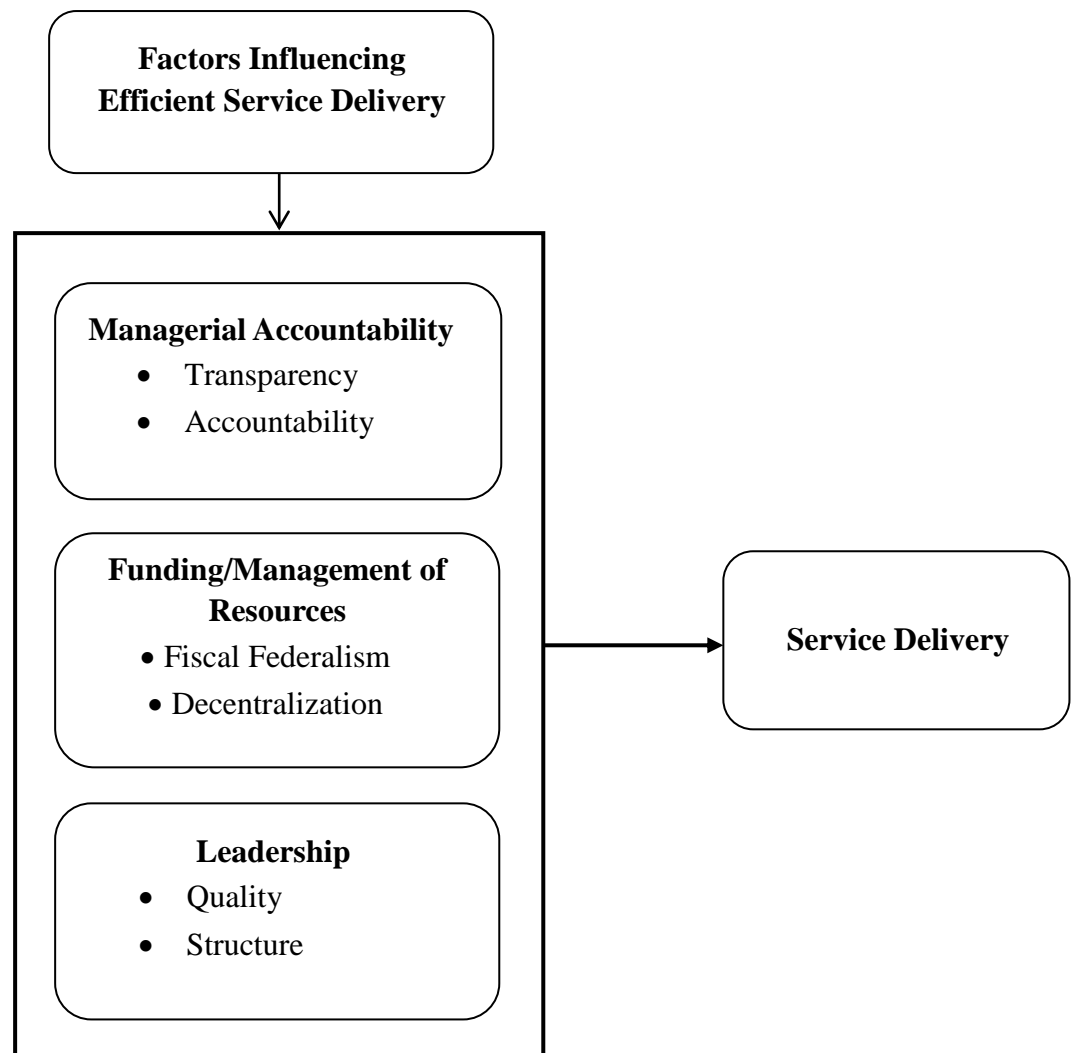 Factors Influencing
Efficient Service Delivery
Managerial Accountability
• Transparency
• Accountability
Funding/Management of
Resources
• Fiscal Federalism
• Decentralization
Leadership
• Quality
• Structure
Service Delivery